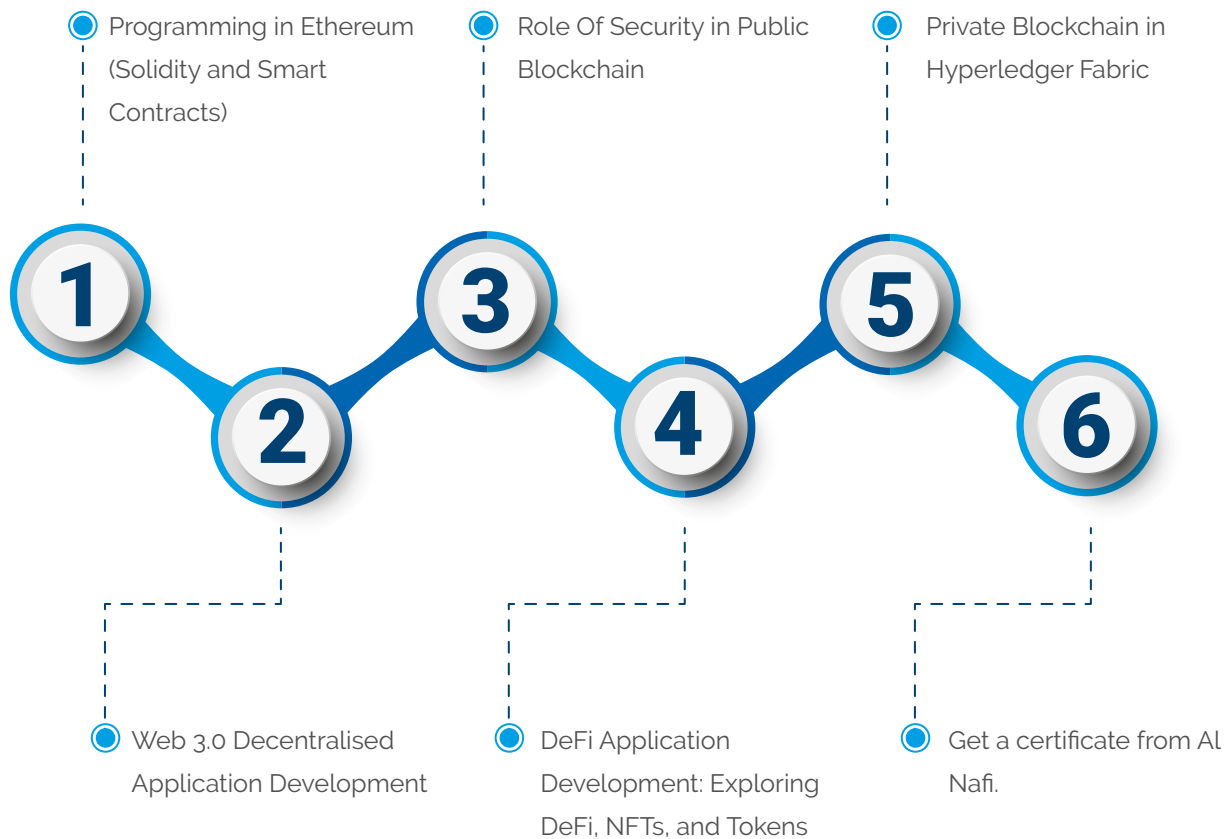 Programming in Ethereum
(Solidity and Smart
Contracts)
Role Of Security in Public
Blockchain
Private Blockchain in
Hyperledger Fabric
1
2
3
4
5
6
Web 3.0 Decentralised
Application Development
DeFi Application
Development: Exploring
DeFi, NFTs, and Tokens
Get a certificate from Al
Nafi.